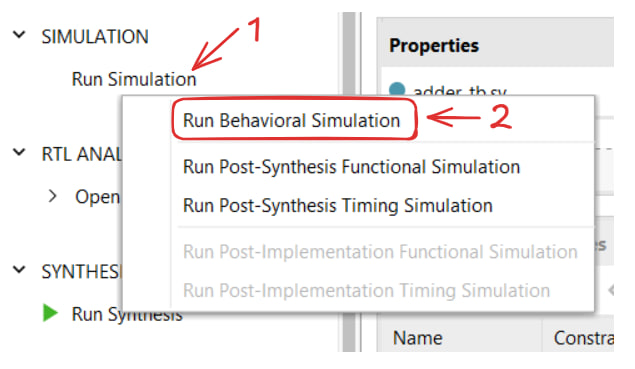 SIMULATION
1
Run Simulation
Properties
adder_tb.sv
Run Behavioral Simulation
2
RTL ANAL
Run Post-Synthesis Functional Simulation
Open
Run Post-Synthesis Timing Simulation
Run Post-Implementation Functional Simulation
es
SYNTHES
Run Post-Implementation Timing Simulation
Run Synthesis
Name
Constra